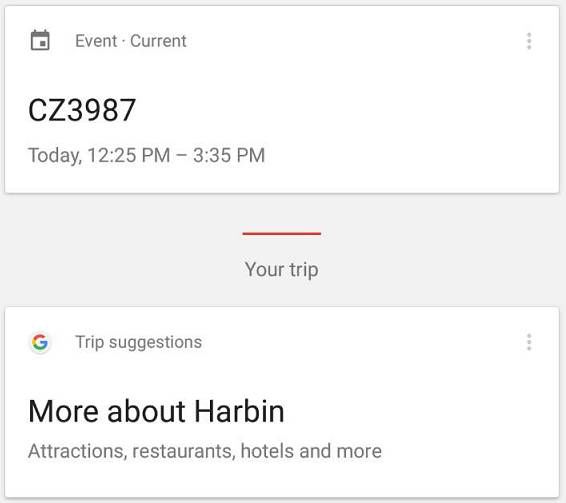 Event · Current
CZ3987
Today, 12:25 PM – 3:35 PM
Your trip
Trip suggestions
More about Harbin
Attractions, restaurants, hotels and more